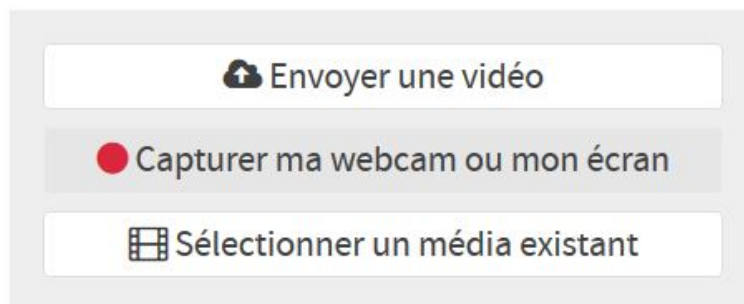 Envoyer une vidéo
Capturer ma webcam ou mon écran
Sélectionner un média existant